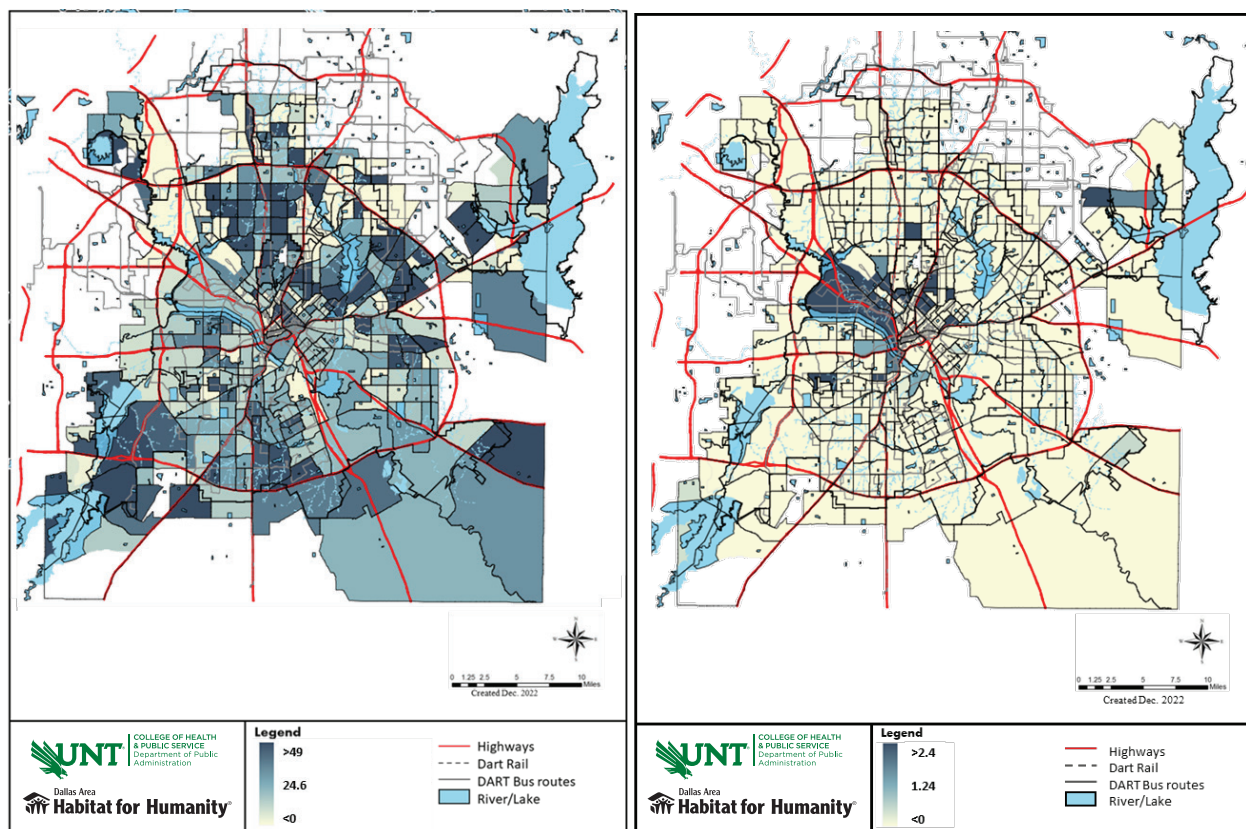 N
W E
S
0 1.25 2.5 5 7.5 10
Miles
Created Dec. 2022
UNT®
COLLEGE OF HEALTH
& PUBLIC SERVICE
Department of Public
Administration
Dallas Area
Habitat for Humanity®
Legend
>49
24.6
<0
Highways
Dart Rail
DART Bus routes
River/Lake
N
W E
S
0 1.25 2.5 5 7.5 10
Miles
Created Dec. 2022
UNT®
COLLEGE OF HEALTH
& PUBLIC SERVICE
Department of Public
Administration
Dallas Area
Habitat for Humanity®
Legend
>2.4
1.24
<0
Highways
Dart Rail
DART Bus routes
River/Lake